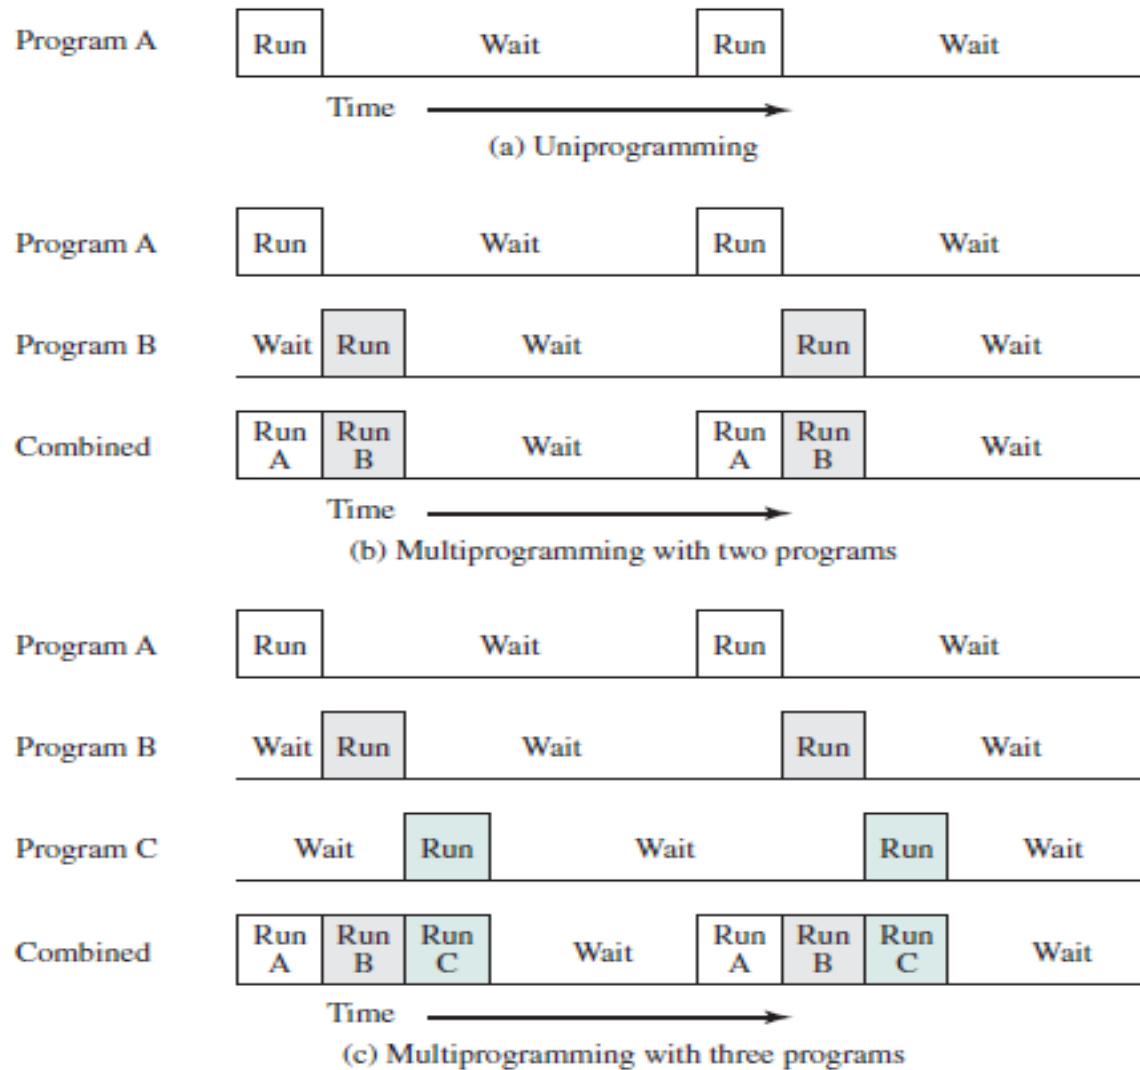 Program A Run Wait Run Wait
Time
(a) Uniprogramming
Program A Run Wait Run Wait
Program B Wait Run Wait Run Wait
Combined Run A Run B Wait Run A Run B Wait
Time
(b) Multiprogramming with two programs
Program A Run Wait Run Wait
Program B Wait Run Wait Run Wait
Program C Wait Run Wait Run Wait
Combined Run A Run B Run C Wait Run A Run B Run C Wait
Time
(c) Multiprogramming with three programs